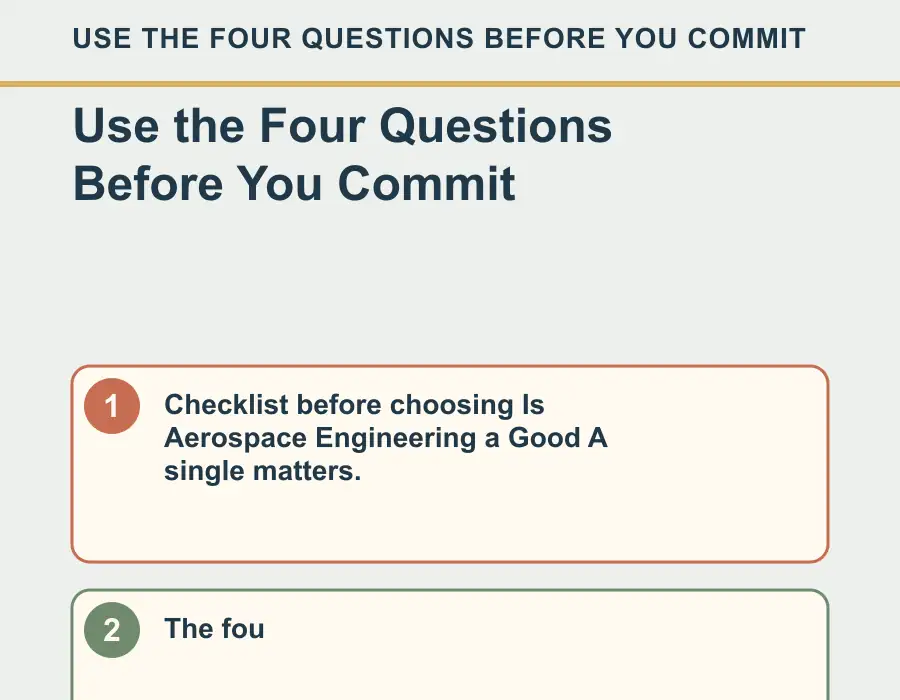 USE THE FOUR QUESTIONS BEFORE YOU COMMIT
Use the Four Questions
Before You Commit
1
Checklist before choosing Is
Aerospace Engineering a Good A
single matters.
2
The fou